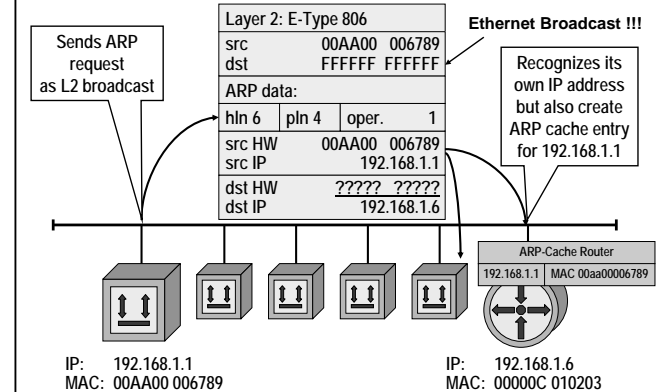 Sends ARP
request
as L2 broadcast
Layer 2: E-Type 806
src 00AA00 006789
dst FFFFFF FFFFFF
ARP data:
hln 6 pln 4 oper. 1
src HW 00AA00 006789
src IP 192.168.1.1
dst HW ????? ?????
dst IP 192.168.1.6
Ethernet Broadcast !!!
Recognizes its
own IP address
but also create
ARP cache entry
for 192.168.1.1
ARP-Cache Router
192.168.1.1 MAC 00aa00006789
IP: 192.168.1.1
MAC: 00AA00 006789
IP: 192.168.1.6
MAC: 00000C 010203